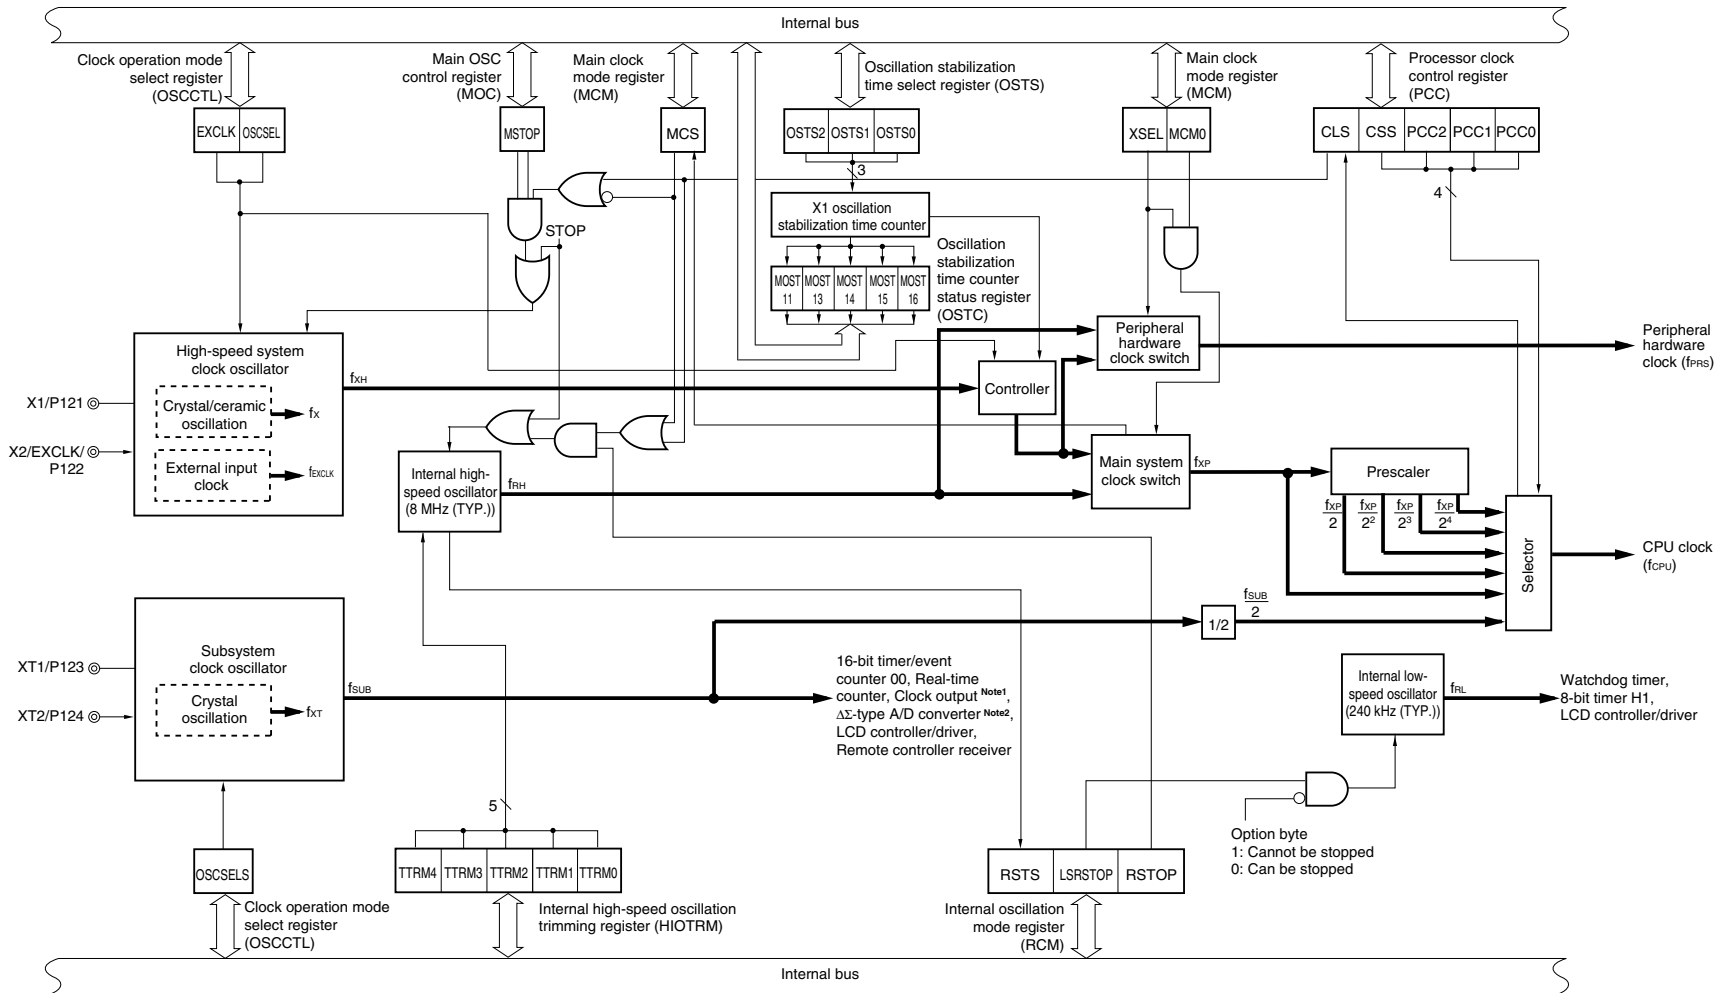 Internal bus
Clock operation mode
select register
(OSCCTL)
Main OSC
control register
(MOC)
Main clock
mode register
(MCM)
Oscillation stabilization
time select register (OSTS)
Main clock
mode register
(MCM)
Processor clock
control register
(PCC)
EXCLK OSCSEL
MSTOP
MCS
OSTS2 OSTS1 OSTS0
XSEL MCM0
CLS CSS PCC2 PCC1 PCC0
3
4
X1 oscillation
stabilization time counter
STOP
Oscillation
stabilization
time counter
status register
(OSTC)
MOST MOST MOST MOST MOST
11 13 14 15 16
High-speed system
clock oscillator
Crystal/ceramic
oscillation
fX
External input
clock
fEXCLK
X1/P121
X2/EXCLK/
P122
fXH
Controller
Peripheral
hardware
clock switch
Peripheral
hardware
clock (fPRS)
Internal high-
speed oscillator
(8 MHz (TYP.))
fRH
Main system
clock switch
fXP
Prescaler
fXP fXP fXP fXP
2 2² 2³ 2⁴
Selector
CPU clock
(fCPU)
fSUB
2
1/2
Subsystem
clock oscillator
Crystal
oscillation
fXT
XT1/P123
XT2/P124
fSUB
16-bit timer/event
counter 00, Real-time
counter, Clock output Note1,
ΔΣ-type A/D converter Note2,
LCD controller/driver,
Remote controller receiver
Internal low-
speed oscillator
(240 kHz (TYP.))
fRL
Watchdog timer,
8-bit timer H1,
LCD controller/driver
5
Option byte
1: Cannot be stopped
0: Can be stopped
OSCSELS
TTRM4 TTRM3 TTRM2 TTRM1 TTRM0
RSTS LSRSTOP RSTOP
Clock operation mode
select register
(OSCCTL)
Internal high-speed oscillation
trimming register (HIOTRM)
Internal oscillation
mode register
(RCM)
Internal bus